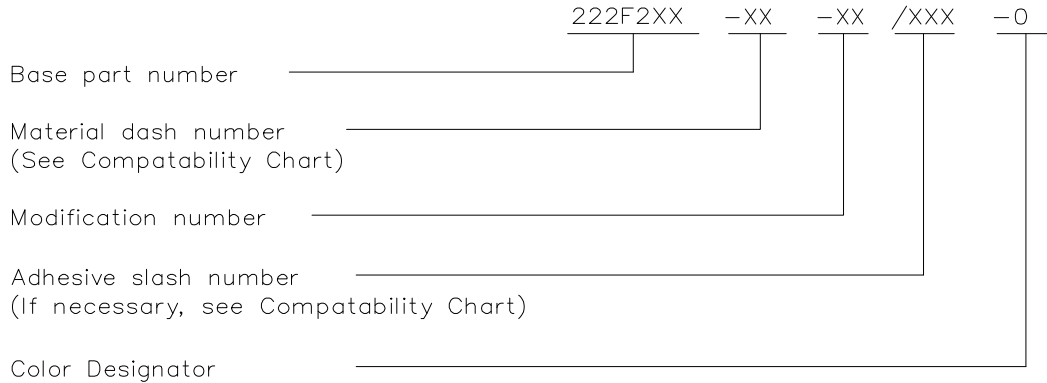 222F2XX -XX -XX /XXX -0
Base part number
Material dash number
(See Compatability Chart)
Modification number
Adhesive slash number
(If necessary, see Compatability Chart)
Color Designator